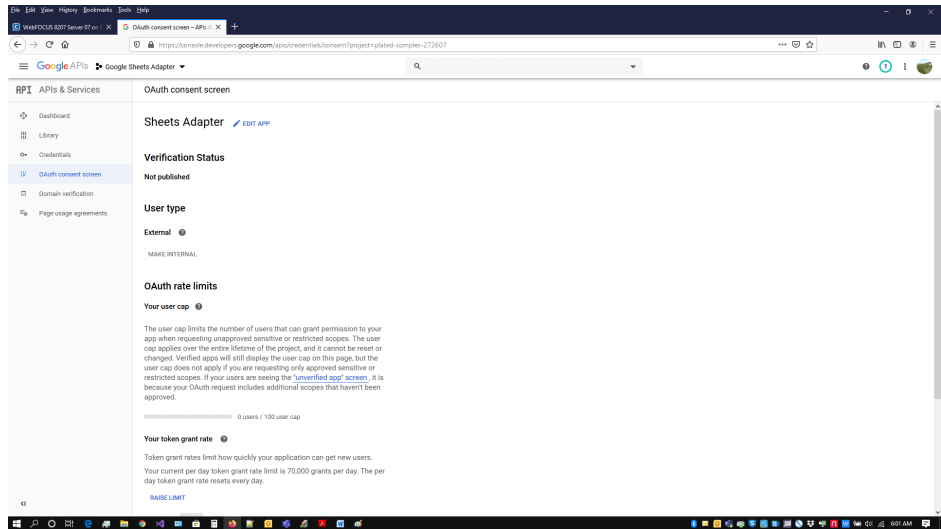 File Edit View History Bookmarks Tools Help
WebFOCUS 8207 Server 07 on
OAuth consent screen – APIs &
https://console.developers.google.com/apis/credentials/consent?project=plated-complex-272607
Google APIs Google Sheets Adapter
1
API APIs & Services
OAuth consent screen
Dashboard
Library
Credentials
OAuth consent screen
Domain verification
Page usage agreements
Sheets Adapter EDIT APP
Verification Status
Not published
User type
External
MAKE INTERNAL
OAuth rate limits
Your user cap
The user cap limits the number of users that can grant permission to your
app when requesting unapproved sensitive or restricted scopes. The user
cap applies over the entire lifetime of the project, and it cannot be reset or
changed. Verified apps will still display the user cap on this page, but the
user cap does not apply if you are requesting only approved sensitive or
restricted scopes. If your users are seeing the "unverified app" screen , it is
because your OAuth request includes additional scopes that haven't been
approved.
0 users / 100 user cap
Your token grant rate
Token grant rates limit how quickly your application can get new users.
Your current per day token grant rate limit is 70,000 grants per day. The per
day token grant rate resets every day.
RAISE LIMIT
6:01 AM